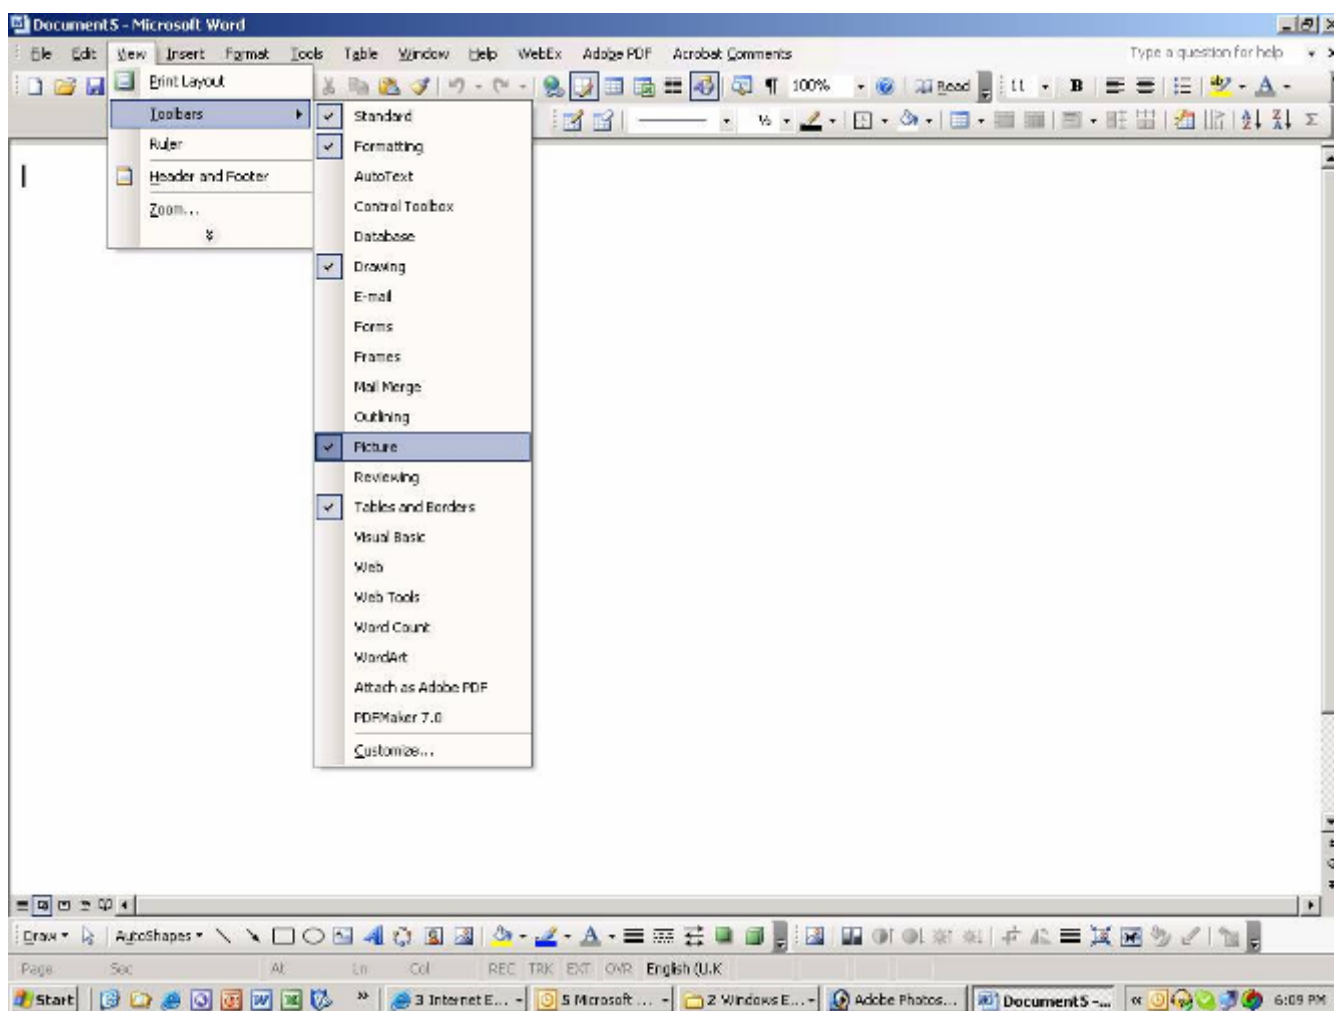 Document5 - Microsoft Word
File Edit View Insert Format Tools Table Window Help WebEx Adobe PDF Acrobat Comments Type a question for help
100% Read 11 B A
Print Layout
Toolbars
Ruler
Header and Footer
Zoom...
Standard
Formatting
AutoText
Control Toolbox
Database
Drawing
E-mail
Forms
Frames
Mail Merge
Outlining
Picture
Reviewing
Tables and Borders
Visual Basic
Web
Web Tools
Word Count
WordArt
Attach as Adobe PDF
PDFMaker 7.0
Customize...
½
Draw AutoShapes A
Page Sec At Ln Col REC TRK EXT OVR English (U.K
Start 3 Internet E... 5 Microsoft ... 2 Windows E... Adobe Photos... Document5 -... 6:09 PM